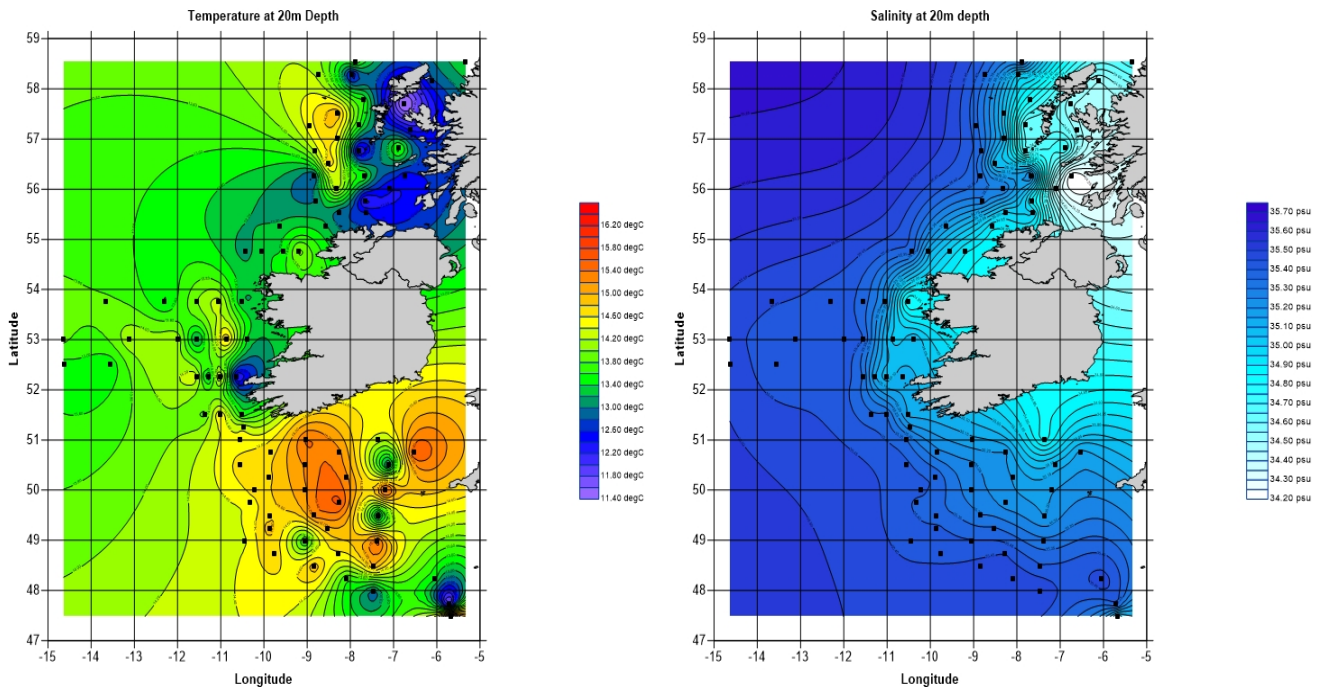 Temperature at 20m Depth
59
58
57
56
55
54
53
52
51
50
49
48
47
Latitude
-15 -14 -13 -12 -11 -10 -9 -8 -7 -6 -5
Longitude
16.20 degC
15.80 degC
15.40 degC
15.00 degC
14.60 degC
14.20 degC
13.80 degC
13.40 degC
13.00 degC
12.60 degC
12.20 degC
11.80 degC
11.40 degC
Salinity at 20m depth
59
58
57
56
55
54
53
52
51
50
49
48
47
Latitude
-15 -14 -13 -12 -11 -10 -9 -8 -7 -6 -5
Longitude
35.70 psu
35.60 psu
35.50 psu
35.40 psu
35.30 psu
35.20 psu
35.10 psu
35.00 psu
34.90 psu
34.80 psu
34.70 psu
34.60 psu
34.50 psu
34.40 psu
34.30 psu
34.20 psu